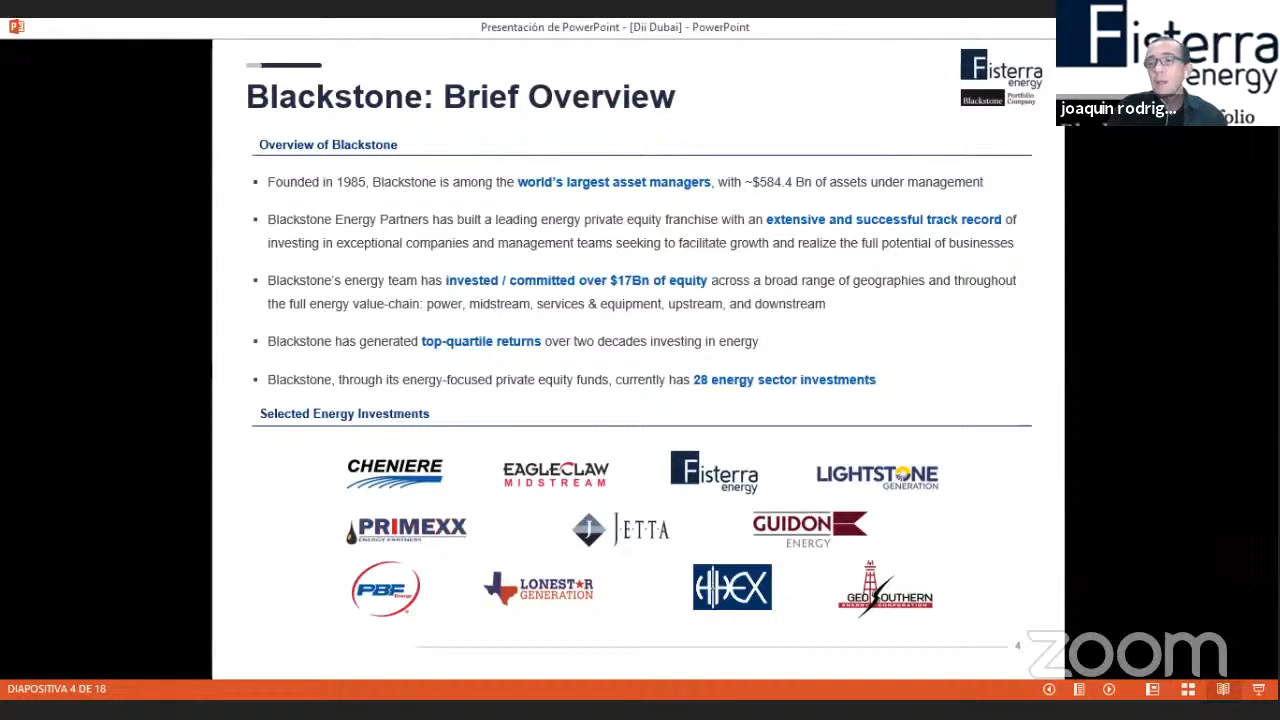 Presentación de PowerPoint - [Dii Dubai] - PowerPoint
Fisterra
energy
Blackstone
Portfolio
Company
Fisterra
energy
joaquin rodrig...
folio
Blackstone: Brief Overview
Overview of Blackstone
▪ Founded in 1985, Blackstone is among the world's largest asset managers, with ~$584.4 Bn of assets under management
▪ Blackstone Energy Partners has built a leading energy private equity franchise with an extensive and successful track record of
investing in exceptional companies and management teams seeking to facilitate growth and realize the full potential of businesses
▪ Blackstone's energy team has invested / committed over $17Bn of equity across a broad range of geographies and throughout
the full energy value-chain: power, midstream, services & equipment, upstream, and downstream
▪ Blackstone has generated top-quartile returns over two decades investing in energy
▪ Blackstone, through its energy-focused private equity funds, currently has 28 energy sector investments
Selected Energy Investments
CHENIERE
EAGLECLAW
MIDSTREAM
Fisterra
energy
LIGHTSTONE
GENERATION
PRIMEXX
ENERGY PARTNERS
J JETTA
GUIDON
ENERGY
PBF
Energy
LONESTAR
GENERATION
GEOSOUTHERN
ENERGY CORPORATION
4
zoom
DIAPOSITIVA 4 DE 18